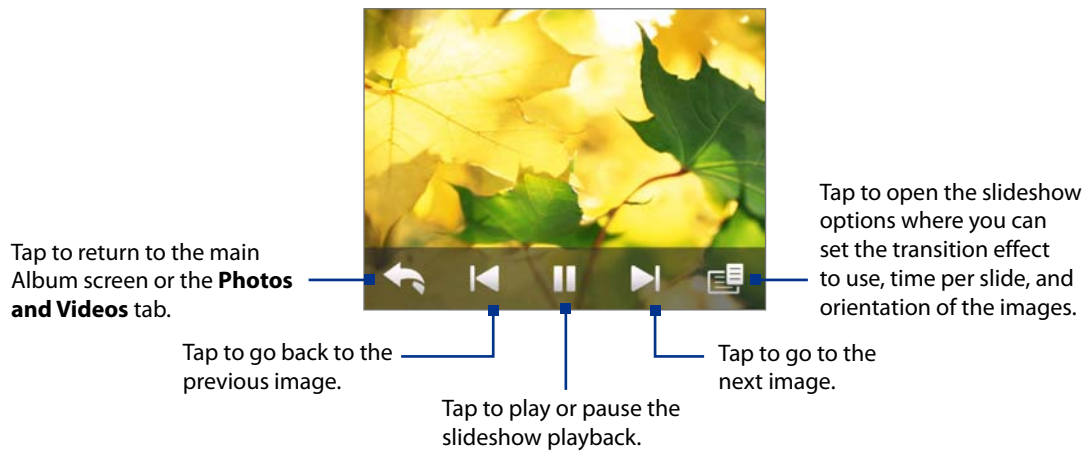 Tap to return to the main
Album screen or the Photos
and Videos tab.
Tap to go back to the
previous image.
Tap to play or pause the
slideshow playback.
Tap to go to the
next image.
Tap to open the slideshow
options where you can
set the transition effect
to use, time per slide, and
orientation of the images.